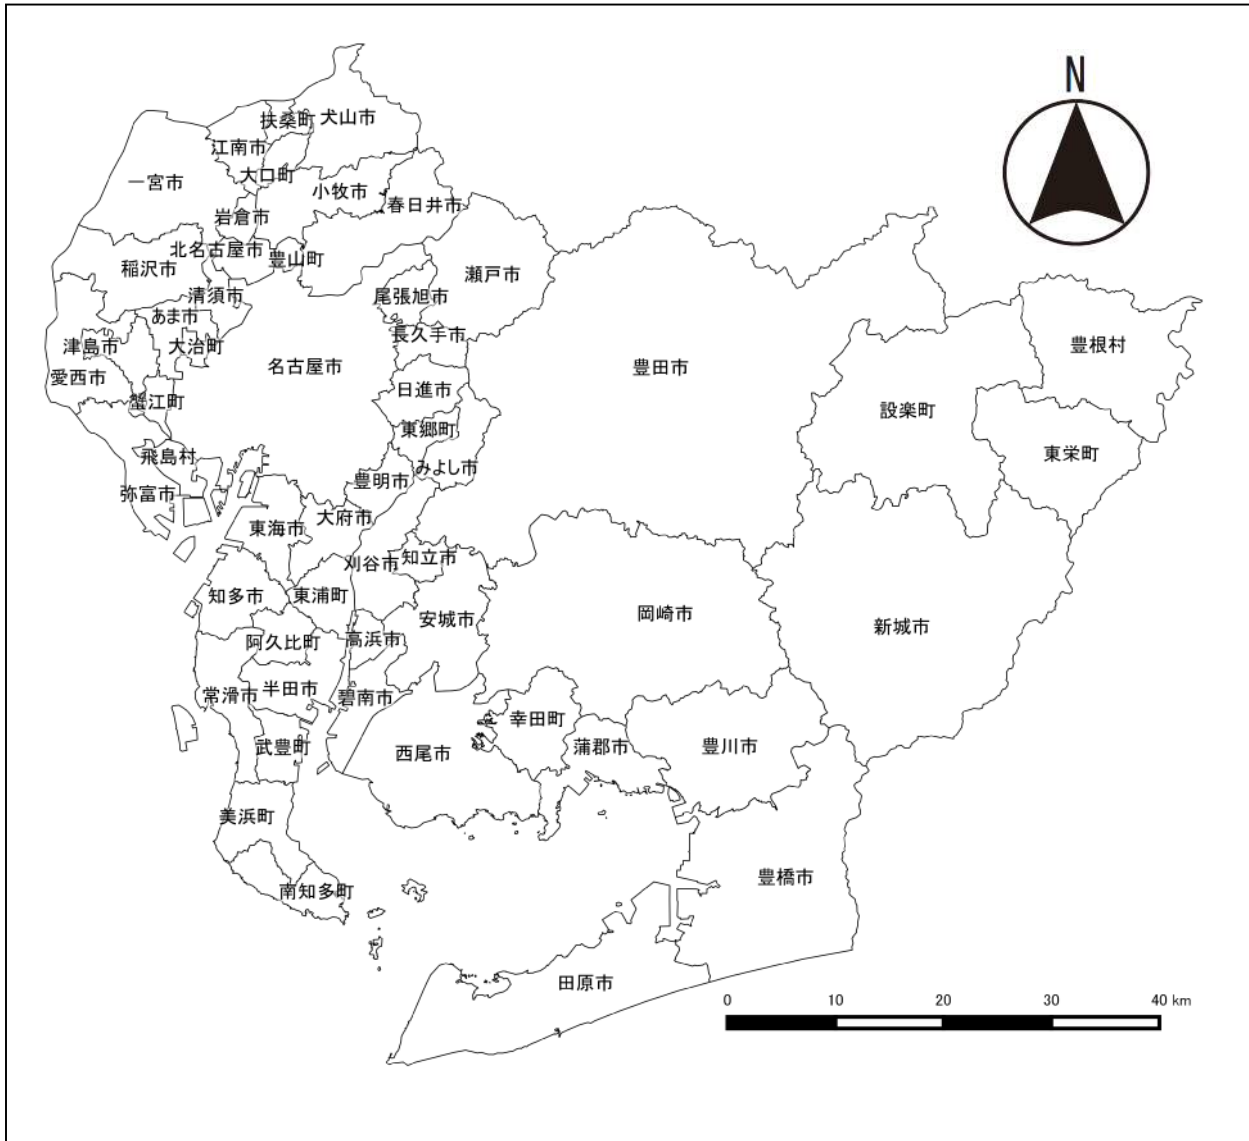 N
扶桑町
犬山市
江南市
大口町
一宮市
小牧市
春日井市
岩倉市
北名古屋市
豊山町
稲沢市
瀬戸市
清須市
尾張旭市
あま市
長久手市
津島市
大治町
豊根村
名古屋市
豊田市
愛西市
日進市
蟹江町
設楽町
東郷町
飛島村
東栄町
みよし市
豊明市
弥富市
大府市
東海市
知立市
刈谷市
知多市
東浦町
岡崎市
安城市
新城市
高浜市
阿久比町
半田市
常滑市
碧南市
幸田町
武豊町
蒲郡市
豊川市
西尾市
美浜町
豊橋市
南知多町
田原市
0 10 20 30 40 km